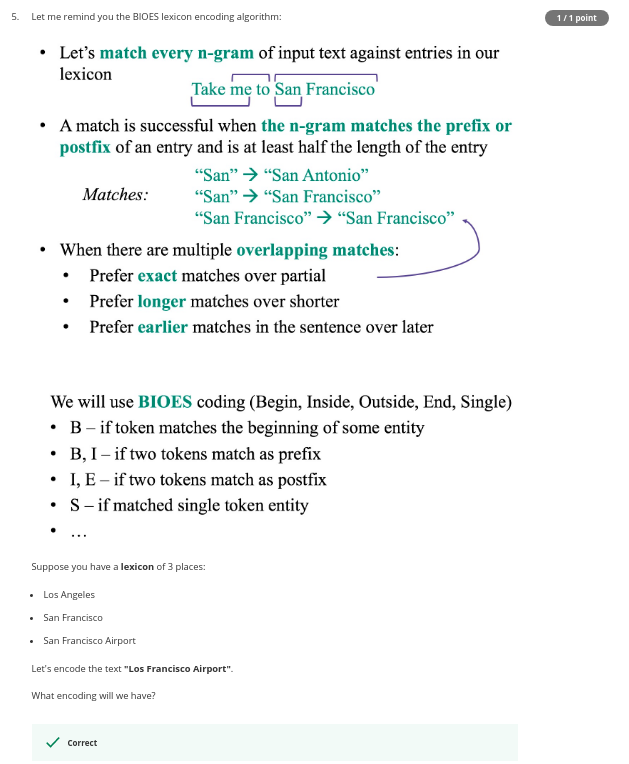 5. Let me remind you the BIOES lexicon encoding algorithm:
1 / 1 point
• Let's match every n-gram of input text against entries in our
lexicon
Take me to San Francisco
• A match is successful when the n-gram matches the prefix or
postfix of an entry and is at least half the length of the entry
“San” → “San Antonio”
Matches: “San” → “San Francisco”
“San Francisco” → “San Francisco”
• When there are multiple overlapping matches:
• Prefer exact matches over partial
• Prefer longer matches over shorter
• Prefer earlier matches in the sentence over later
We will use BIOES coding (Begin, Inside, Outside, End, Single)
• B – if token matches the beginning of some entity
• B, I – if two tokens match as prefix
• I, E – if two tokens match as postfix
• S – if matched single token entity
• …
Suppose you have a lexicon of 3 places:
• Los Angeles
• San Francisco
• San Francisco Airport
Let's encode the text "Los Francisco Airport".
What encoding will we have?
✓ Correct